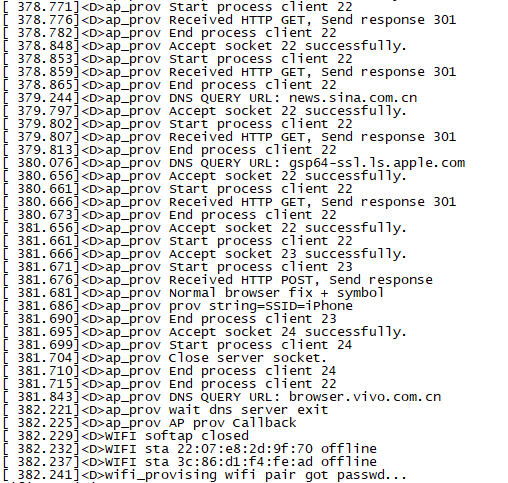 [ 378.771]<D>ap_prov Start process client 22
[ 378.776]<D>ap_prov Received HTTP GET, Send response 301
[ 378.782]<D>ap_prov End process client 22
[ 378.848]<D>ap_prov Accept socket 22 successfully.
[ 378.853]<D>ap_prov Start process client 22
[ 378.859]<D>ap_prov Received HTTP GET, Send response 301
[ 378.865]<D>ap_prov End process client 22
[ 379.244]<D>ap_prov DNS QUERY URL: news.sina.com.cn
[ 379.797]<D>ap_prov Accept socket 22 successfully.
[ 379.802]<D>ap_prov Start process client 22
[ 379.807]<D>ap_prov Received HTTP GET, Send response 301
[ 379.813]<D>ap_prov End process client 22
[ 380.076]<D>ap_prov DNS QUERY URL: gsp64-ssl.ls.apple.com
[ 380.656]<D>ap_prov Accept socket 22 successfully.
[ 380.661]<D>ap_prov Start process client 22
[ 380.666]<D>ap_prov Received HTTP GET, Send response 301
[ 380.673]<D>ap_prov End process client 22
[ 381.656]<D>ap_prov Accept socket 22 successfully.
[ 381.661]<D>ap_prov Start process client 22
[ 381.666]<D>ap_prov Accept socket 23 successfully.
[ 381.671]<D>ap_prov Start process client 23
[ 381.676]<D>ap_prov Received HTTP POST, Send response
[ 381.681]<D>ap_prov Normal browser fix + symbol
[ 381.686]<D>ap_prov prov string=SSID=iPhone
[ 381.690]<D>ap_prov End process client 23
[ 381.695]<D>ap_prov Accept socket 24 successfully.
[ 381.699]<D>ap_prov Start process client 24
[ 381.704]<D>ap_prov Close server socket.
[ 381.710]<D>ap_prov End process client 24
[ 381.715]<D>ap_prov End process client 22
[ 381.843]<D>ap_prov DNS QUERY URL: browser.vivo.com.cn
[ 382.221]<D>ap_prov wait dns server exit
[ 382.225]<D>ap_prov AP prov Callback
[ 382.229]<D>WIFI softap closed
[ 382.232]<D>WIFI sta 22:07:e8:2d:9f:70 offline
[ 382.237]<D>WIFI sta 3c:86:d1:f4:fe:ad offline
[ 382.241]<D>wifi_provising wifi pair got passwd...